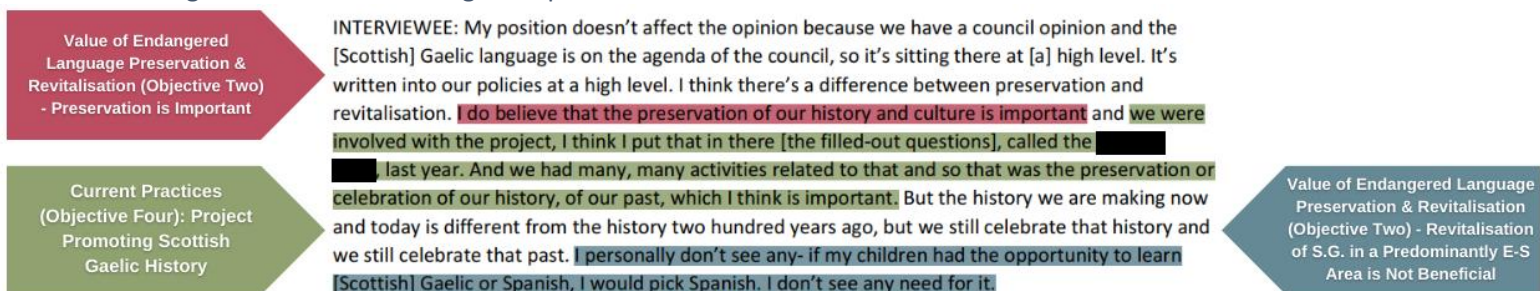 Value of Endangered
Language Preservation &
Revitalisation (Objective Two)
- Preservation is Important
Current Practices
(Objective Four): Project
Promoting Scottish
Gaelic History
INTERVIEWEE: My position doesn't affect the opinion because we have a council opinion and the
[Scottish] Gaelic language is on the agenda of the council, so it's sitting there at [a] high level. It's
written into our policies at a high level. I think there's a difference between preservation and
revitalisation. I do believe that the preservation of our history and culture is important and we were
involved with the project, I think I put that in there [the filled-out questions], called the
, last year. And we had many, many activities related to that and so that was the preservation or
celebration of our history, of our past, which I think is important. But the history we are making now
and today is different from the history two hundred years ago, but we still celebrate that history and
we still celebrate that past. I personally don't see any- if my children had the opportunity to learn
[Scottish] Gaelic or Spanish, I would pick Spanish. I don't see any need for it.
Value of Endangered Language
Preservation & Revitalisation
(Objective Two) - Revitalisation
of S.G. in a Predominantly E-S
Area is Not Beneficial